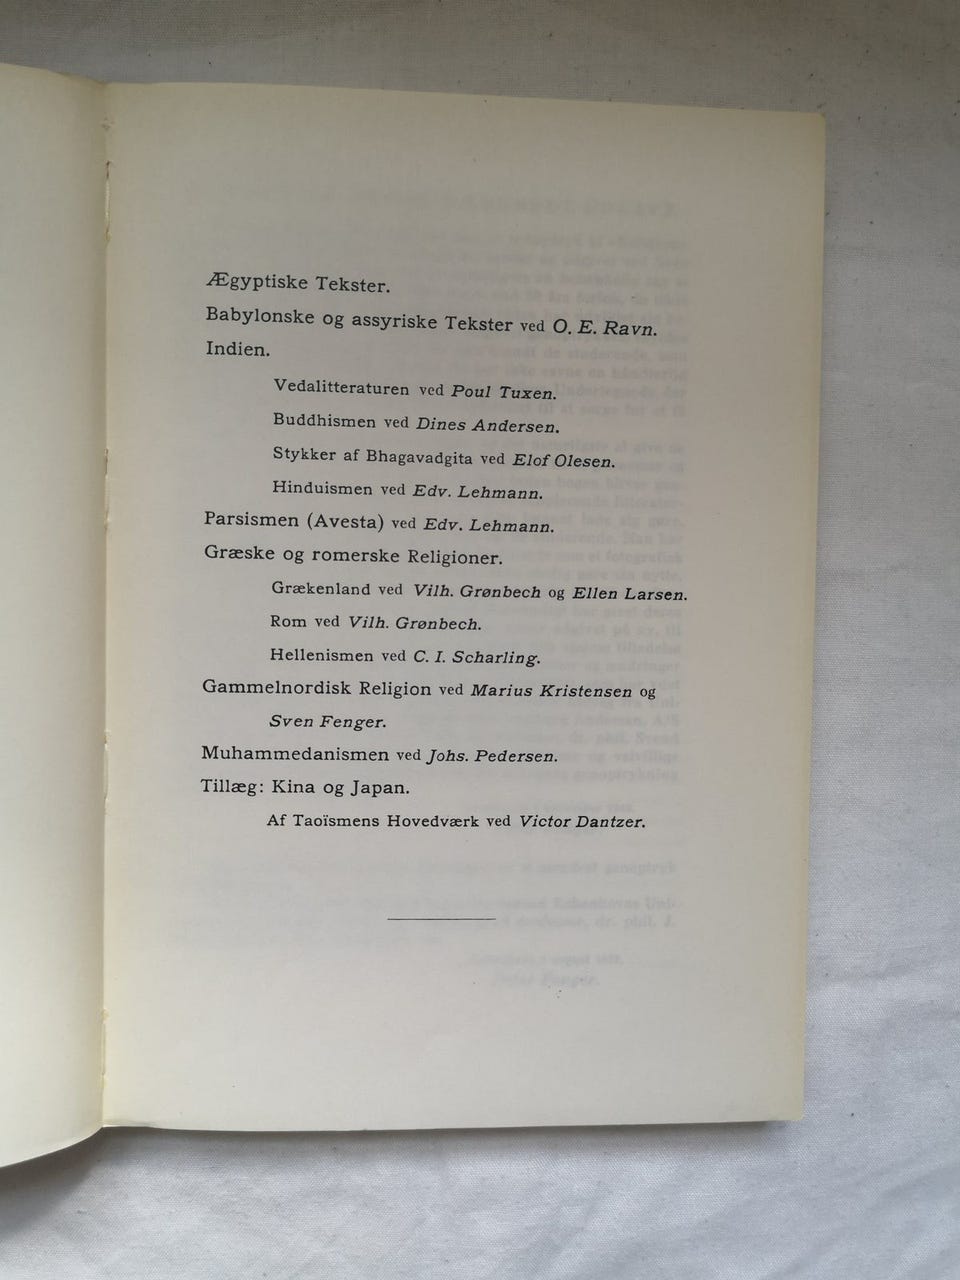 Ægyptiske Tekster.
Babylonske og assyriske Tekster ved O. E. Ravn.
Indien.
Vedalitteraturen ved Poul Tuxen.
Buddhismen ved Dines Andersen.
Stykker af Bhagavadgita ved Elof Olesen.
Hinduismen ved Edv. Lehmann.
Parsismen (Avesta) ved Edv. Lehmann.
Græske og romerske Religioner.
Grækenland ved Vilh. Grønbech og Ellen Larsen.
Rom ved Vilh. Grønbech.
Hellenismen ved C. I. Scharling.
Gammelnordisk Religion ved Marius Kristensen og
Sven Fenger.
Muhammedanismen ved Johs. Pedersen.
Tillæg: Kina og Japan.
Af Taoïsmens Hovedværk ved Victor Dantzer.